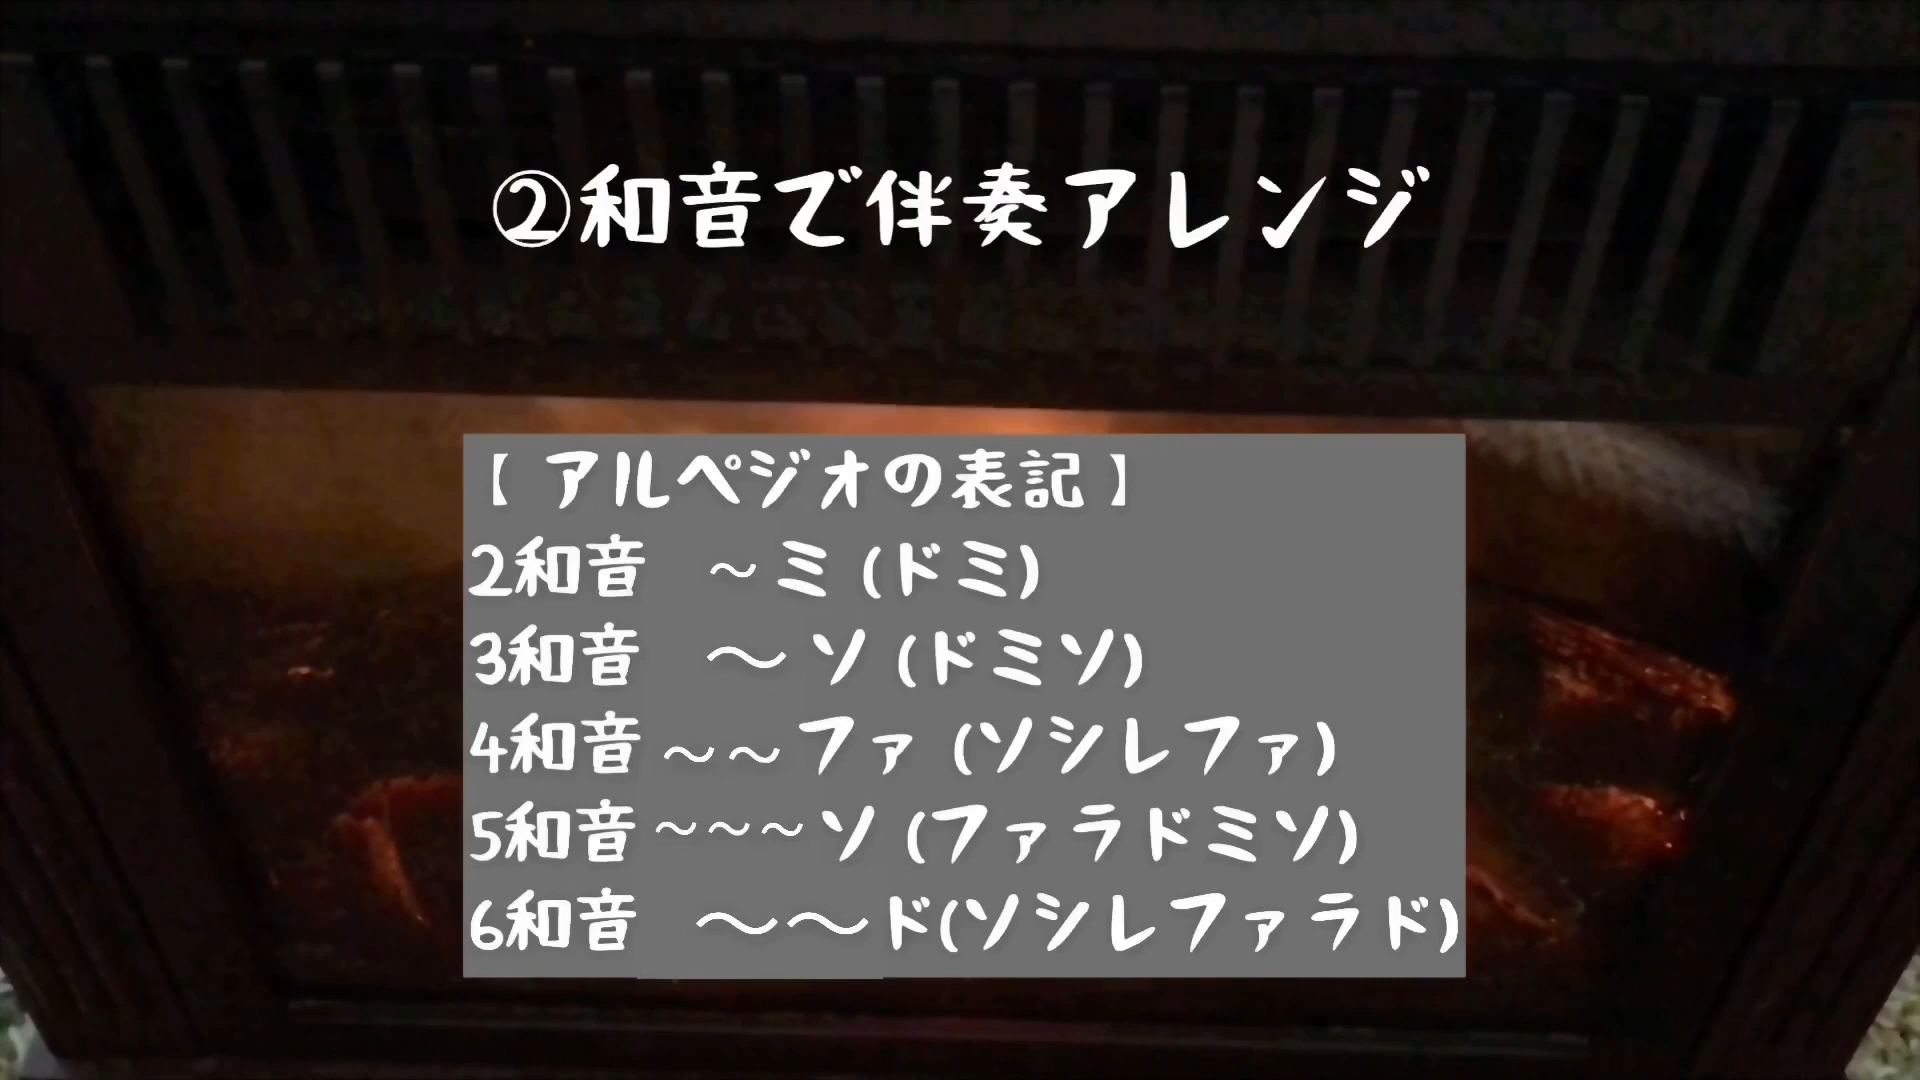 ②和音で伴奏アレンジ
【 アルペジオの表記 】
2和音 ~ミ (ドミ)
3和音 〜ソ (ドミソ)
4和音 ~~ファ (ソシレファ)
5和音 ~~~ソ (ファラドミソ)
6和音 〜〜ド(ソシレファラド)